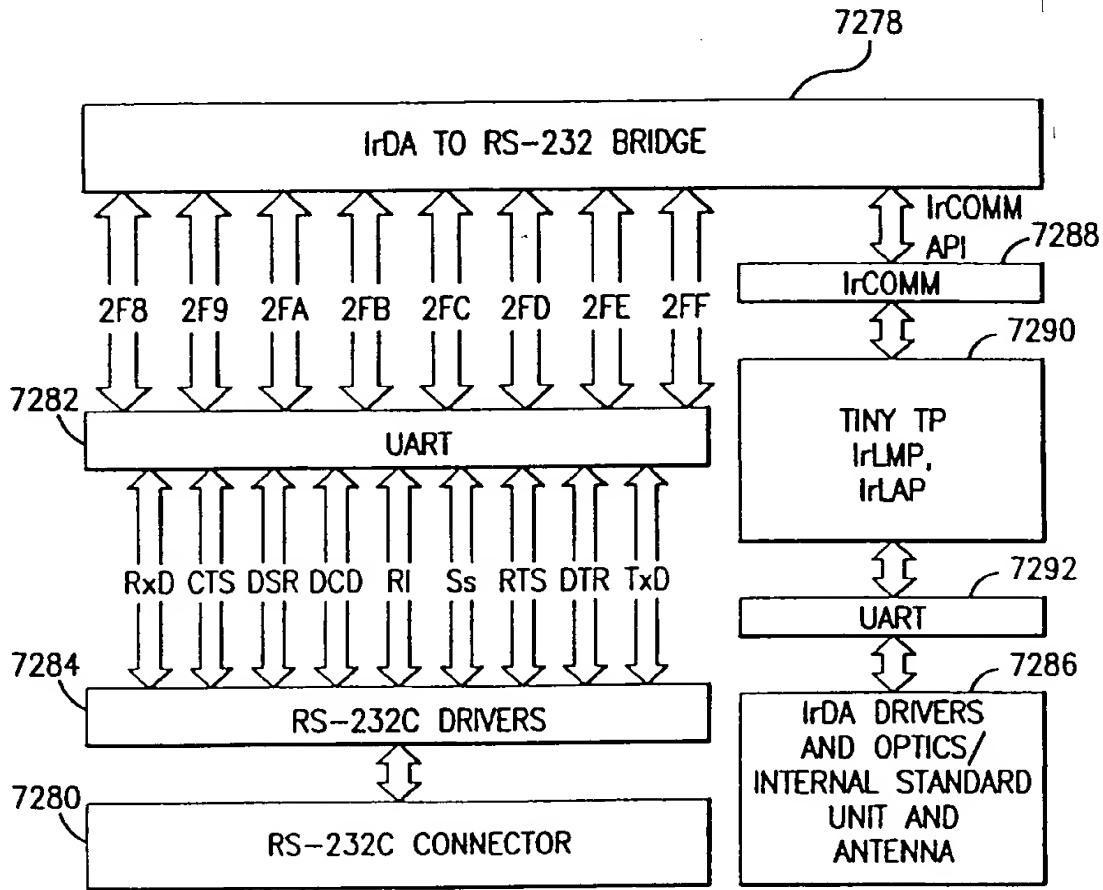 7278
IrDA TO RS-232 BRIDGE
IrCOMM
API
7288
IrCOMM
2F8 2F9 2FA 2FB 2FC 2FD 2FE 2FF
7290
7282
UART
TINY TP
IrLMP,
IrLAP
RxD CTS DSR DCD RI Ss RTS DTR TxD
7292
UART
7284
RS-232C DRIVERS
7286
IrDA DRIVERS
AND OPTICS/
INTERNAL STANDARD
UNIT AND
ANTENNA
7280
RS-232C CONNECTOR